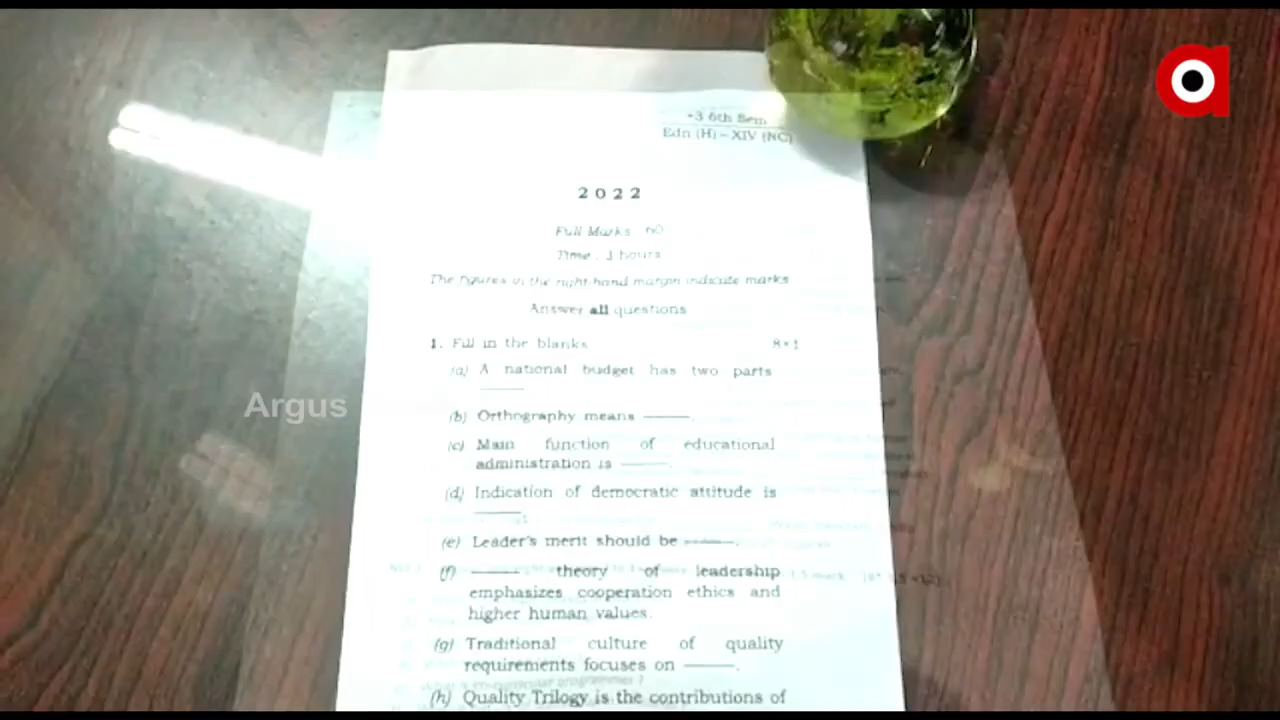 +3 6th Sem
Edn (H) – XIV (NC)
2022
Full Marks : 60
Time : 3 hours
The figures in the right-hand margin indicate marks
Answer all questions
1. Fill in the blanks 8×1
(a) A national budget has two parts
———
(b) Orthography means ———.
(c) Main function of educational
administration is ———.
(d) Indication of democratic attitude is
———.
(e) Leader's merit should be ———.
(f) ——— theory of leadership
emphasizes cooperation ethics and
higher human values.
(g) Traditional culture of quality
requirements focuses on ———.
(h) Quality Trilogy is the contributions of
Argus